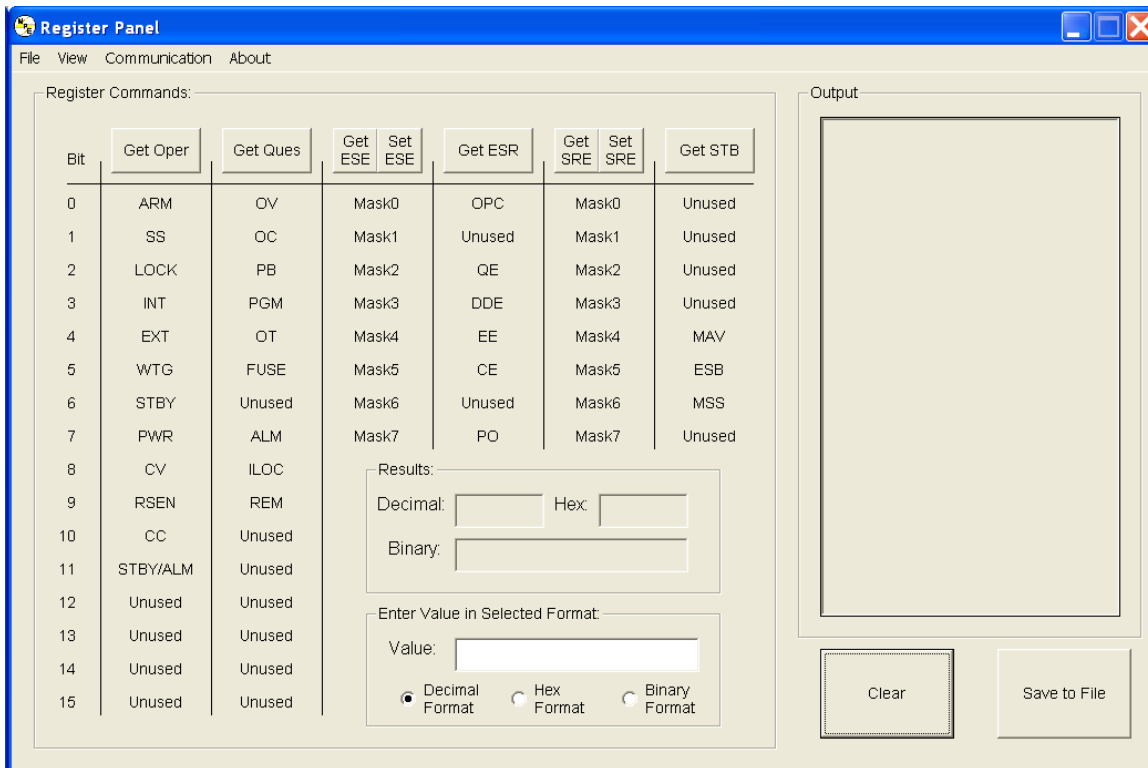 Register Panel
File View Communication About
Register Commands: Output
Bit Get Oper Get Ques Get ESE Set ESE Get ESR Get SRE Set SRE Get STB
0 ARM OV Mask0 OPC Mask0 Unused
1 SS OC Mask1 Unused Mask1 Unused
2 LOCK PB Mask2 QE Mask2 Unused
3 INT PGM Mask3 DDE Mask3 Unused
4 EXT OT Mask4 EE Mask4 MAV
5 WTG FUSE Mask5 CE Mask5 ESB
6 STBY Unused Mask6 Unused Mask6 MSS
7 PWR ALM Mask7 PO Mask7 Unused
8 CV ILOC
9 RSEN REM
10 CC Unused
11 STBY/ALM Unused
12 Unused Unused
13 Unused Unused
14 Unused Unused
15 Unused Unused
Results:
Decimal: Hex:
Binary:
Enter Value in Selected Format:
Value:
Decimal Format Hex Format Binary Format
Clear Save to File